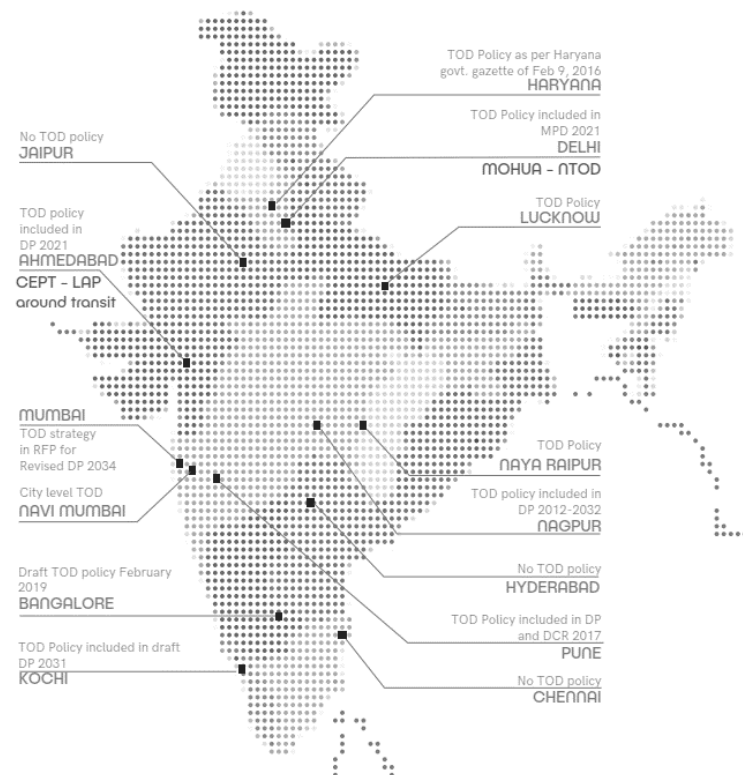 TOD Policy as per Haryana
govt. gazette of Feb 9, 2016
HARYANA
TOD Policy included in
MPD 2021
DELHI
MOHUA - NTOD
No TOD policy
JAIPUR
TOD Policy
LUCKNOW
TOD policy
included in
DP 2021
AHMEDABAD
CEPT - LAP
around transit
MUMBAI
TOD strategy
in RFP for
Revised DP 2034
City level TOD
NAVI MUMBAI
TOD Policy
NAYA RAIPUR
TOD policy included in
DP 2012-2032
NAGPUR
No TOD policy
HYDERABAD
Draft TOD policy February
2019
BANGALORE
TOD Policy included in DP
and DCR 2017
PUNE
TOD Policy included in draft
DP 2031
KOCHI
No TOD policy
CHENNAI